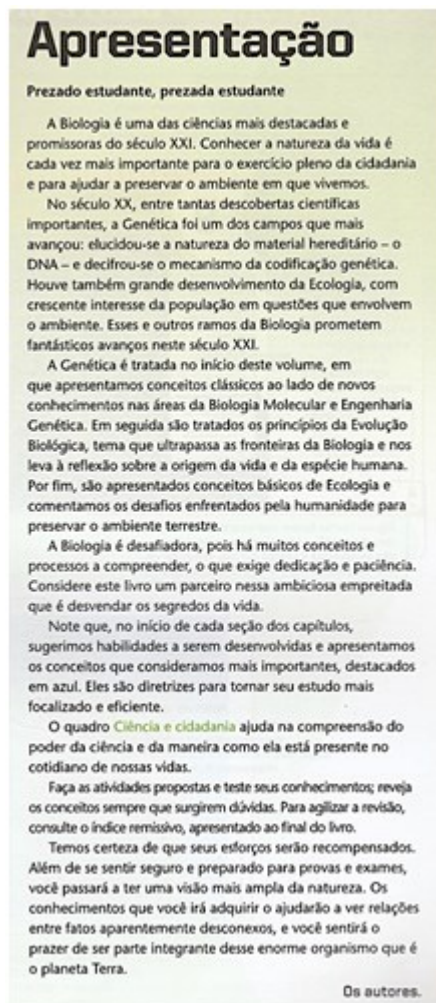 Apresentação
Prezado estudante, prezada estudante
A Biologia é uma das ciências mais destacadas e
promissoras do século XXI. Conhecer a natureza da vida é
cada vez mais importante para o exercício pleno da cidadania
e para ajudar a preservar o ambiente em que vivemos.
No século XX, entre tantas descobertas científicas
importantes, a Genética foi um dos campos que mais
avançou: elucidou-se a natureza do material hereditário – o
DNA – e decifrou-se o mecanismo da codificação genética.
Houve também grande desenvolvimento da Ecologia, com
crescente interesse da população em questões que envolvem
o ambiente. Esses e outros ramos da Biologia prometem
fantásticos avanços neste século XXI.
A Genética é tratada no início deste volume, em
que apresentamos conceitos clássicos ao lado de novos
conhecimentos nas áreas da Biologia Molecular e Engenharia
Genética. Em seguida são tratados os princípios da Evolução
Biológica, tema que ultrapassa as fronteiras da Biologia e nos
leva à reflexão sobre a origem da vida e da espécie humana.
Por fim, são apresentados conceitos básicos de Ecologia e
comentamos os desafios enfrentados pela humanidade para
preservar o ambiente terrestre.
A Biologia é desafiadora, pois há muitos conceitos e
processos a compreender, o que exige dedicação e paciência.
Considere este livro um parceiro nessa ambiciosa empreitada
que é desvendar os segredos da vida.
Note que, no início de cada seção dos capítulos,
sugerimos habilidades a serem desenvolvidas e apresentamos
os conceitos que consideramos mais importantes, destacados
em azul. Eles são diretrizes para tornar seu estudo mais
focalizado e eficiente.
O quadro Ciência e cidadania ajuda na compreensão do
poder da ciência e da maneira como ela está presente no
cotidiano de nossas vidas.
Faça as atividades propostas e teste seus conhecimentos; reveja
os conceitos sempre que surgirem dúvidas. Para agilizar a revisão,
consulte o índice remissivo, apresentado ao final do livro.
Temos certeza de que seus esforços serão recompensados.
Além de se sentir seguro e preparado para provas e exames,
você passará a ter uma visão mais ampla da natureza. Os
conhecimentos que você irá adquirir o ajudarão a ver relações
entre fatos aparentemente desconexos, e você sentirá o
prazer de ser parte integrante desse enorme organismo que é
o planeta Terra.
Os autores.